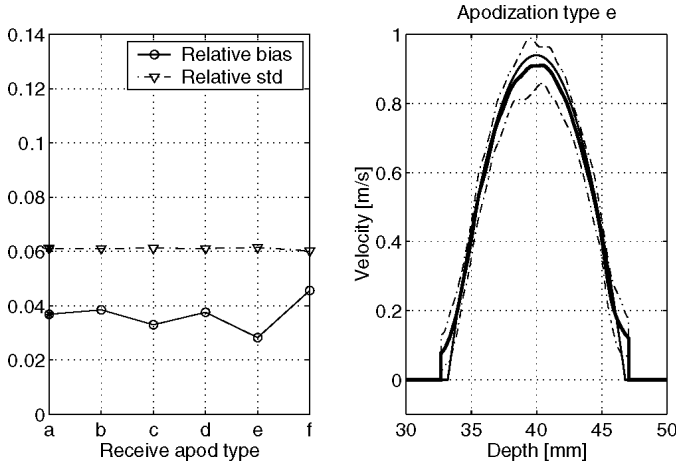 0.14
0.12
0.1
0.08
0.06
0.04
0.02
0
a b c d e f
Receive apod type
Relative bias
Relative std
Apodization type e
1
0.8
0.6
0.4
0.2
0
Velocity [m/s]
30 35 40 45 50
Depth [mm]